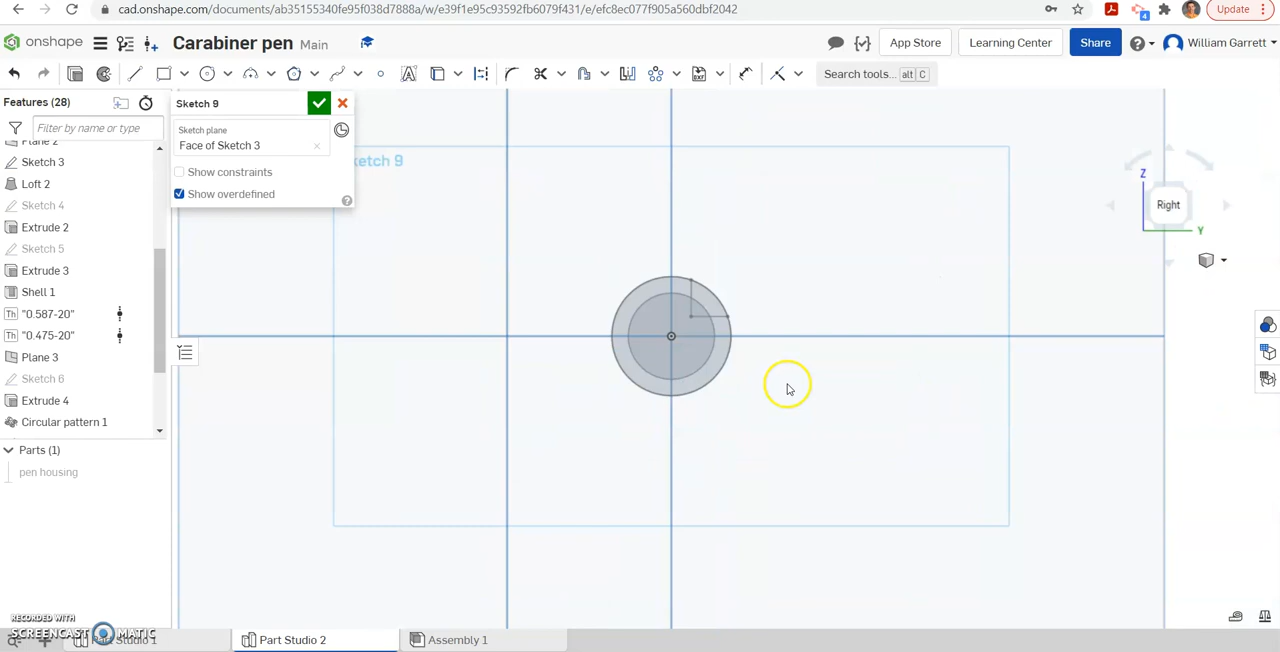 cad.onshape.com/documents/ab35155340fe95f038d7888a/w/e39f1e95c93592fb6079f431/e/efc8ec077f905a560dbf2042
4
Update
onshape
Carabiner pen Main
App Store
Learning Center
Share
William Garrett
Search tools... alt C
Features (28)
Filter by name or type
Plane 2
Sketch 3
Loft 2
Sketch 4
Extrude 2
Sketch 5
Extrude 3
Shell 1
Th "0.587-20"
Th "0.475-20"
Plane 3
Sketch 6
Extrude 4
Circular pattern 1
Parts (1)
pen housing
Sketch 9
Sketch plane
Face of Sketch 3
Show constraints
Show overdefined
ketch 9
Z
Right
Y
RECORDED WITH
SCREENCAST MATIC
Part Studio 1
Part Studio 2
Assembly 1